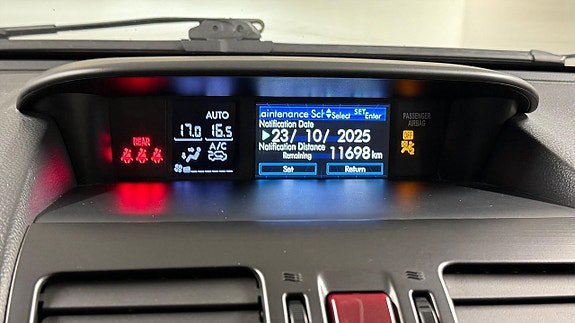 REAR
AUTO
17.0 16.5
A/C
aintenance Sch Select SET Enter
Notification Date
23/ 10/ 2025
Notification Distance
Remaining 11698 km
Set Return
PASSENGER
AIRBAG
OFF